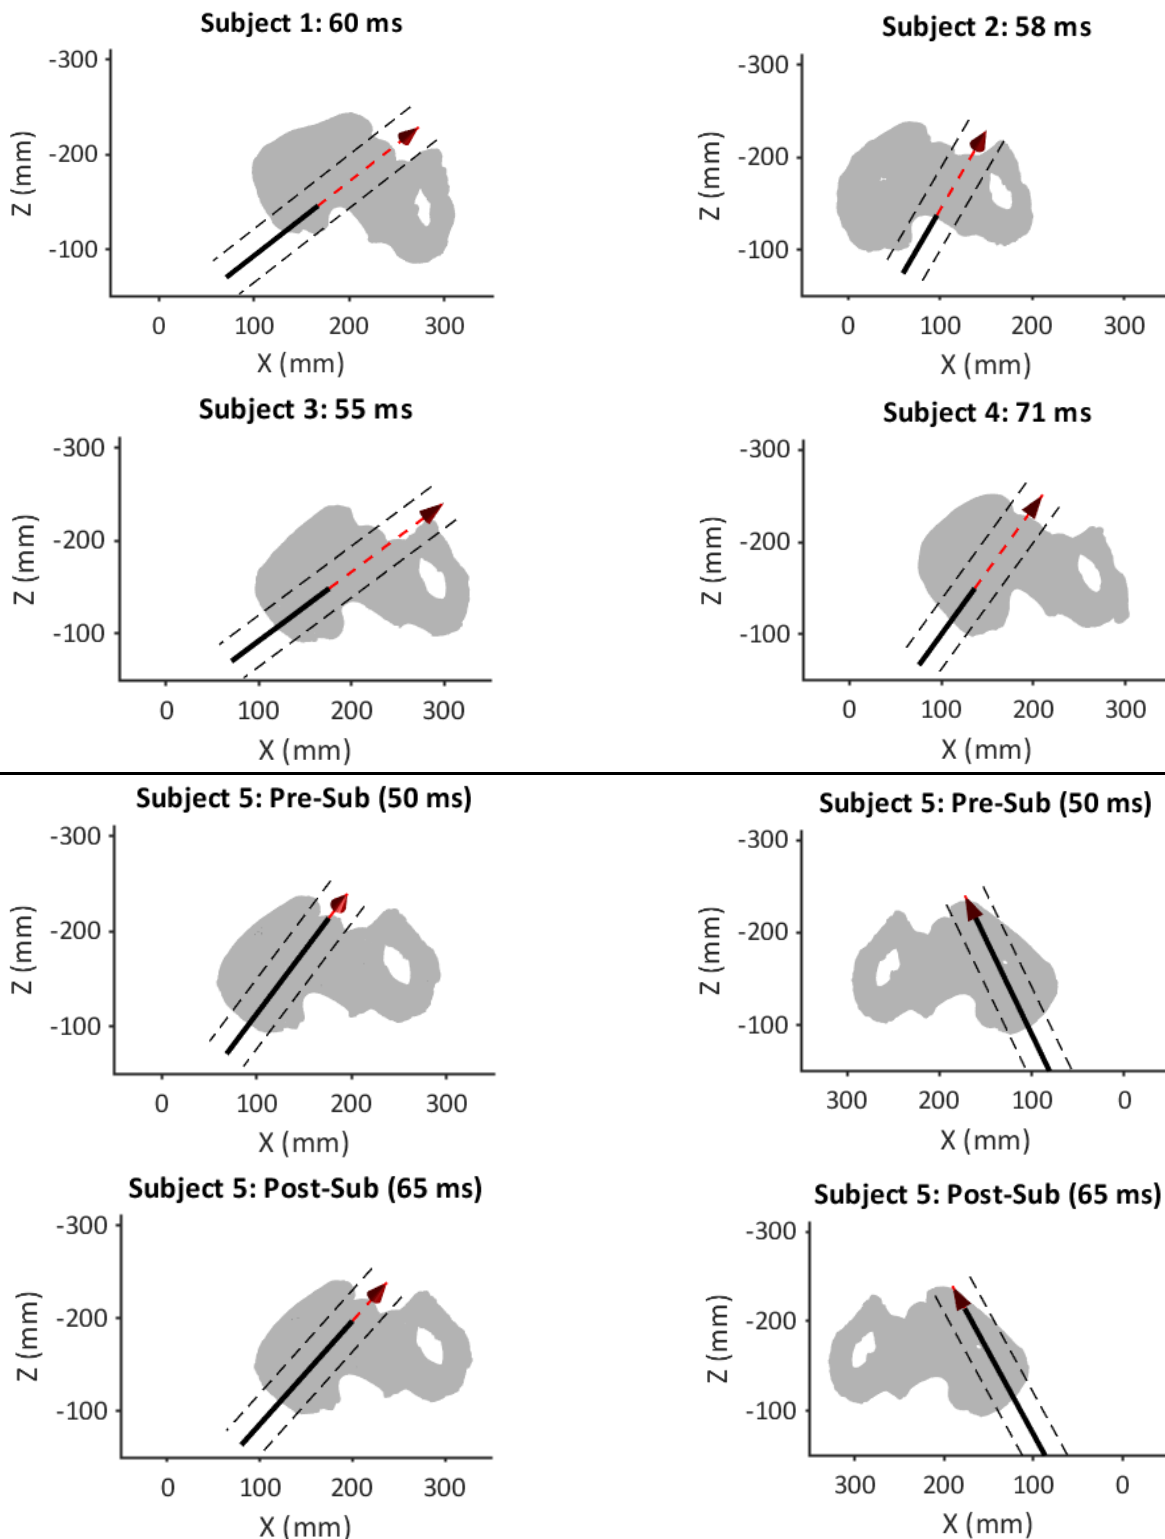 Subject 1: 60 ms
-300
-200
-100
Z (mm)
0 100 200 300
X (mm)
Subject 2: 58 ms
-300
-200
-100
Z (mm)
0 100 200 300
X (mm)
Subject 3: 55 ms
-300
-200
-100
Z (mm)
0 100 200 300
X (mm)
Subject 4: 71 ms
-300
-200
-100
Z (mm)
0 100 200 300
X (mm)
Subject 5: Pre-Sub (50 ms)
-300
-200
-100
Z (mm)
0 100 200 300
X (mm)
Subject 5: Pre-Sub (50 ms)
-300
-200
-100
Z (mm)
300 200 100 0
X (mm)
Subject 5: Post-Sub (65 ms)
-300
-200
-100
Z (mm)
0 100 200 300
X (mm)
Subject 5: Post-Sub (65 ms)
-300
-200
-100
Z (mm)
300 200 100 0
X (mm)